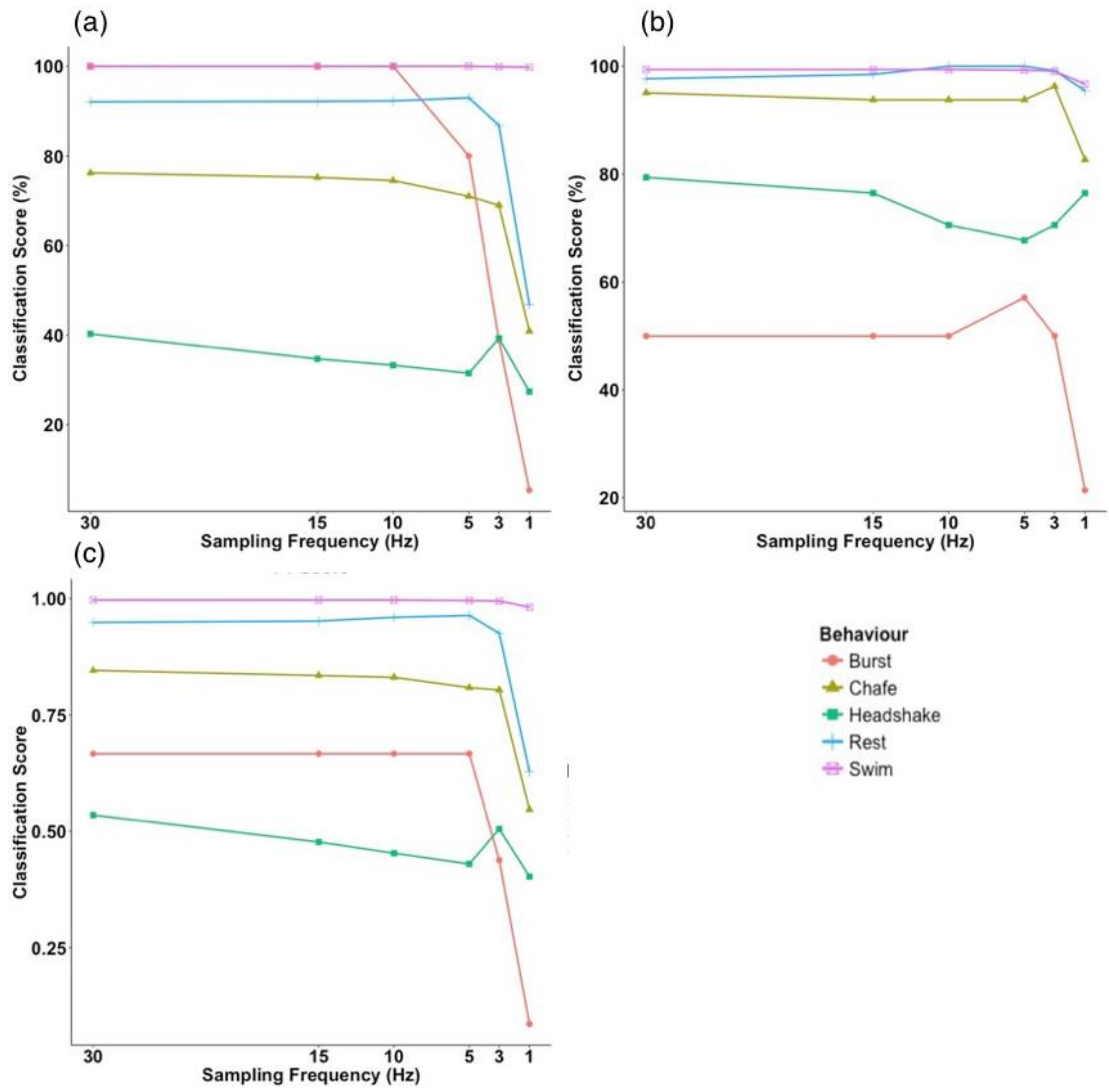 (a)
Classification Score (%)
100
80
60
40
20
30 15 10 5 3 1
Sampling Frequency (Hz)
(b)
Classification Score (%)
100
80
60
40
20
30 15 10 5 3 1
Sampling Frequency (Hz)
(c)
Classification Score
1.00
0.75
0.50
0.25
30 15 10 5 3 1
Sampling Frequency (Hz)
Behaviour
Burst
Chafe
Headshake
Rest
Swim